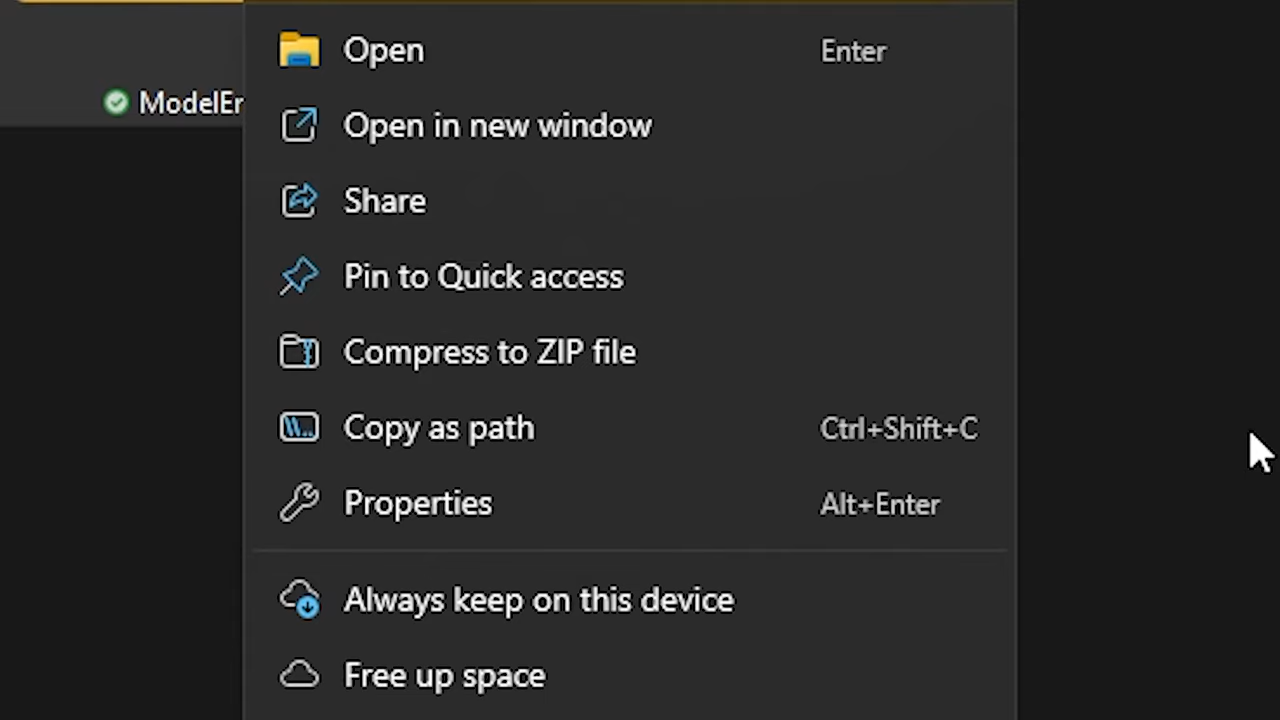 Open Enter
ModelEr
Open in new window
Share
Pin to Quick access
Compress to ZIP file
Copy as path Ctrl+Shift+C
Properties Alt+Enter
Always keep on this device
Free up space